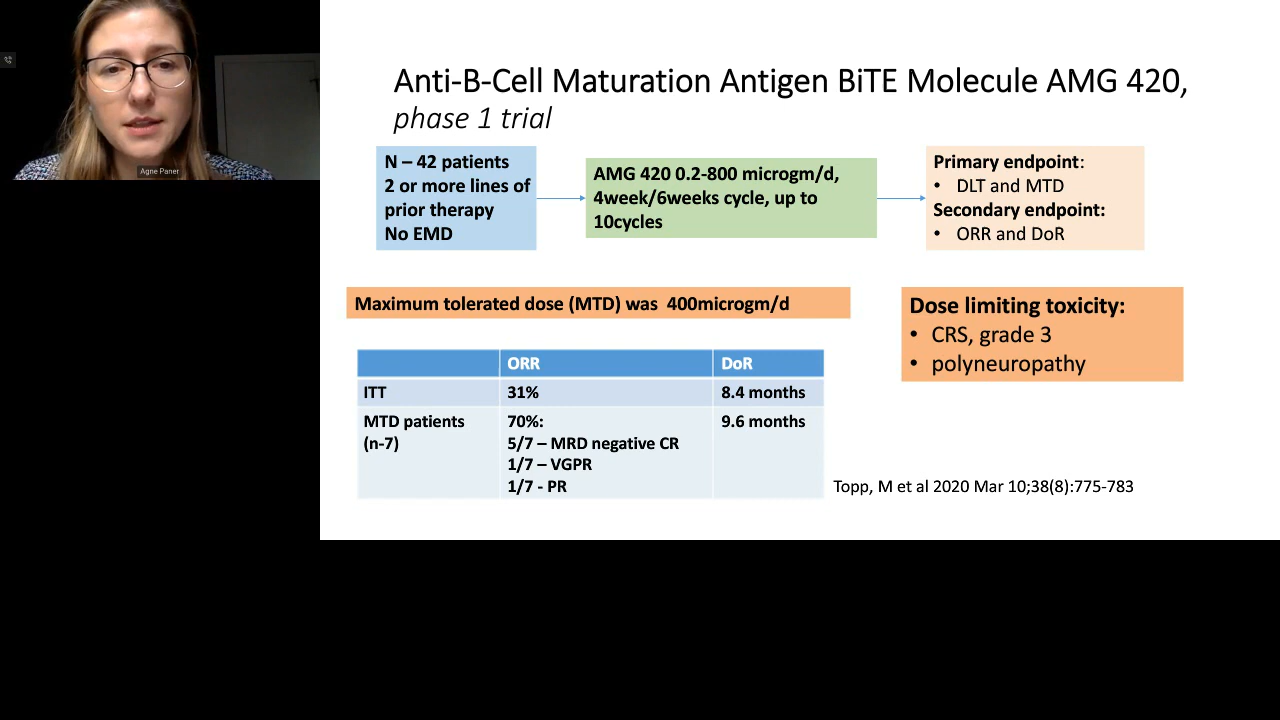 Agne Paner
Anti-B-Cell Maturation Antigen BiTE Molecule AMG 420,
phase 1 trial
N – 42 patients
2 or more lines of
prior therapy
No EMD
AMG 420 0.2-800 microgm/d,
4week/6weeks cycle, up to
10cycles
Primary endpoint:
• DLT and MTD
Secondary endpoint:
• ORR and DoR
Maximum tolerated dose (MTD) was 400microgm/d
Dose limiting toxicity:
• CRS, grade 3
• polyneuropathy
ORR DoR
ITT 31% 8.4 months
MTD patients 70%: 9.6 months
(n-7) 5/7 – MRD negative CR
1/7 – VGPR
1/7 - PR
Topp, M et al 2020 Mar 10;38(8):775-783